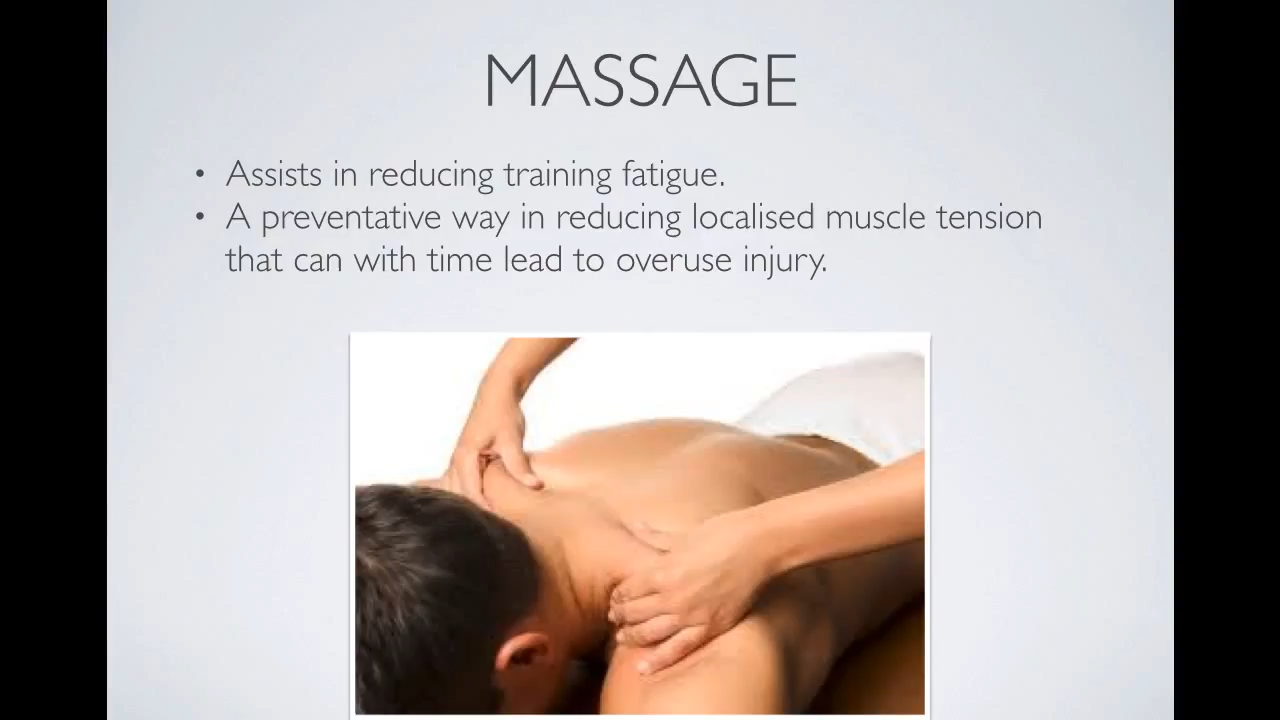 MASSAGE
• Assists in reducing training fatigue.
• A preventative way in reducing localised muscle tension
that can with time lead to overuse injury.